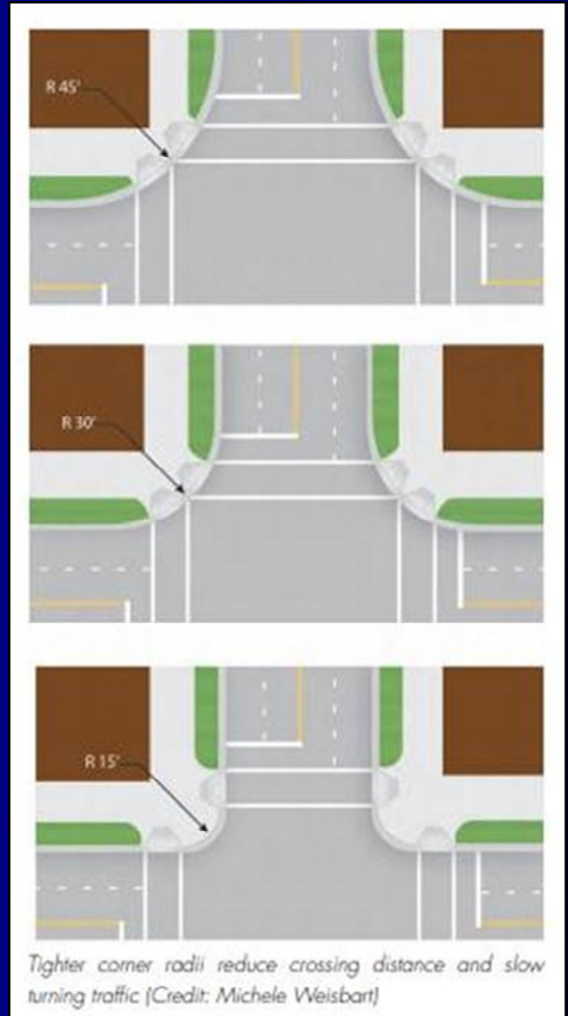 R 45'
R 30'
R 15'
Tighter corner radii reduce crossing distance and slow
turning traffic (Credit: Michele Weisbart)